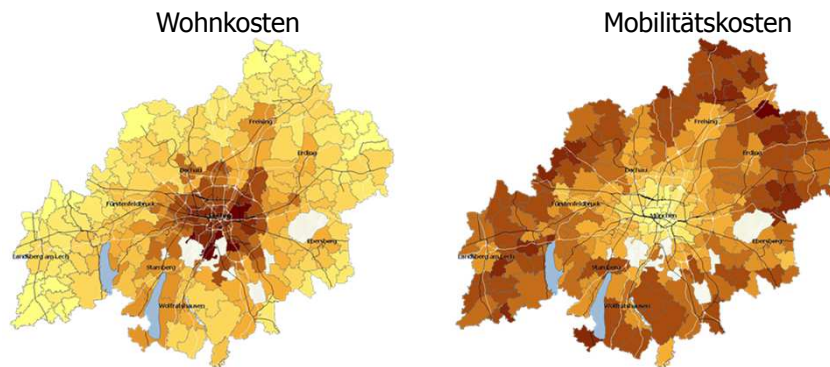 Wohnkosten
Mobilitätskosten
Freising
Erding
Dachau
Fürstenfeldbruck
Ebersberg
Landsberg am Lech
Starnberg
Wolfratshausen
Freising
Erding
Dachau
Fürstenfeldbruck
München
Ebersberg
Landsberg am Lech
Starnberg
Wolfratshausen